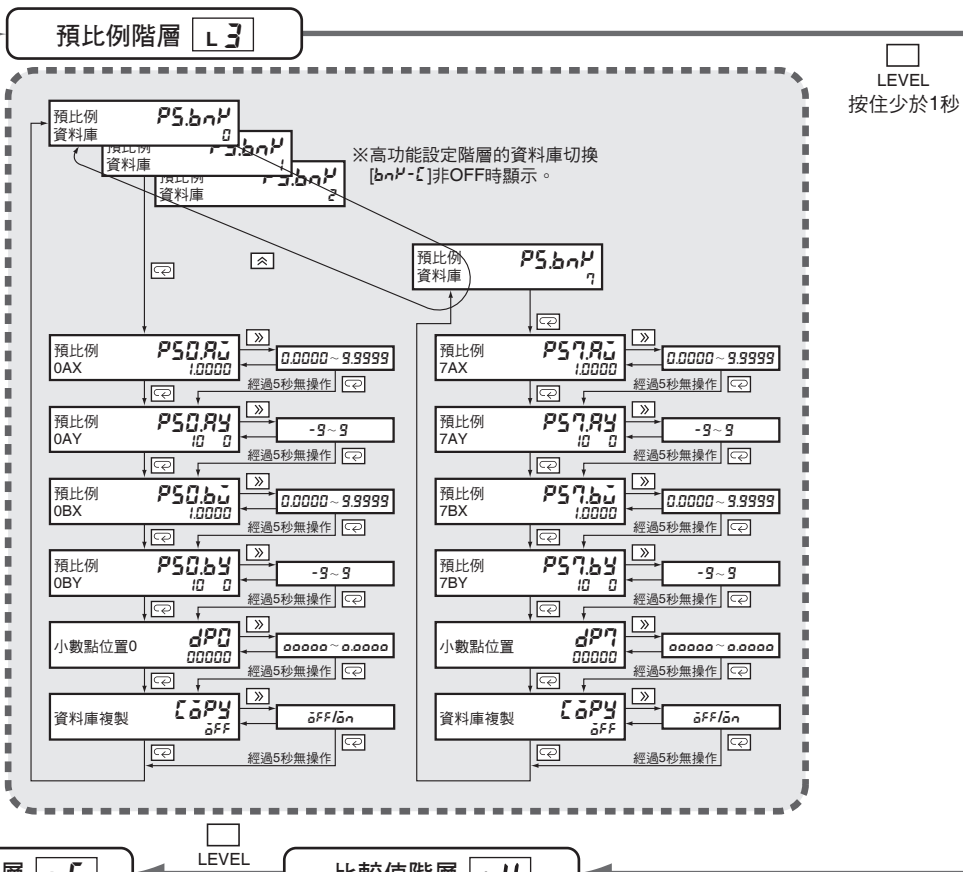 預比例階層 L 3
LEVEL
按住少於1秒
預比例
資料庫
PS.bnK
0
預比例
資料庫
PS.bnK
1
預比例
資料庫
PS.bnK
2
※高功能設定階層的資料庫切換
[bnK-C]非OFF時顯示。
預比例
資料庫
PS.bnK
7
預比例
0AX
PS0.AX
1.0000
0.0000~9.9999
經過5秒無操作
預比例
0AY
PS0.AY
10 0
-9~9
經過5秒無操作
預比例
0BX
PS0.bX
1.0000
0.0000~9.9999
經過5秒無操作
預比例
0BY
PS0.bY
10 0
-9~9
經過5秒無操作
小數點位置0
dP0
00000
00000~0.0000
經過5秒無操作
資料庫複製
CoPY
oFF
oFF/on
經過5秒無操作
預比例
7AX
PS7.AX
1.0000
0.0000~9.9999
經過5秒無操作
預比例
7AY
PS7.AY
10 0
-9~9
經過5秒無操作
預比例
7BX
PS7.bX
1.0000
0.0000~9.9999
經過5秒無操作
預比例
7BY
PS7.bY
10 0
-9~9
經過5秒無操作
小數點位置
dP7
00000
00000~0.0000
經過5秒無操作
資料庫複製
CoPY
oFF
oFF/on
經過5秒無操作
LEVEL
層
比較值階層